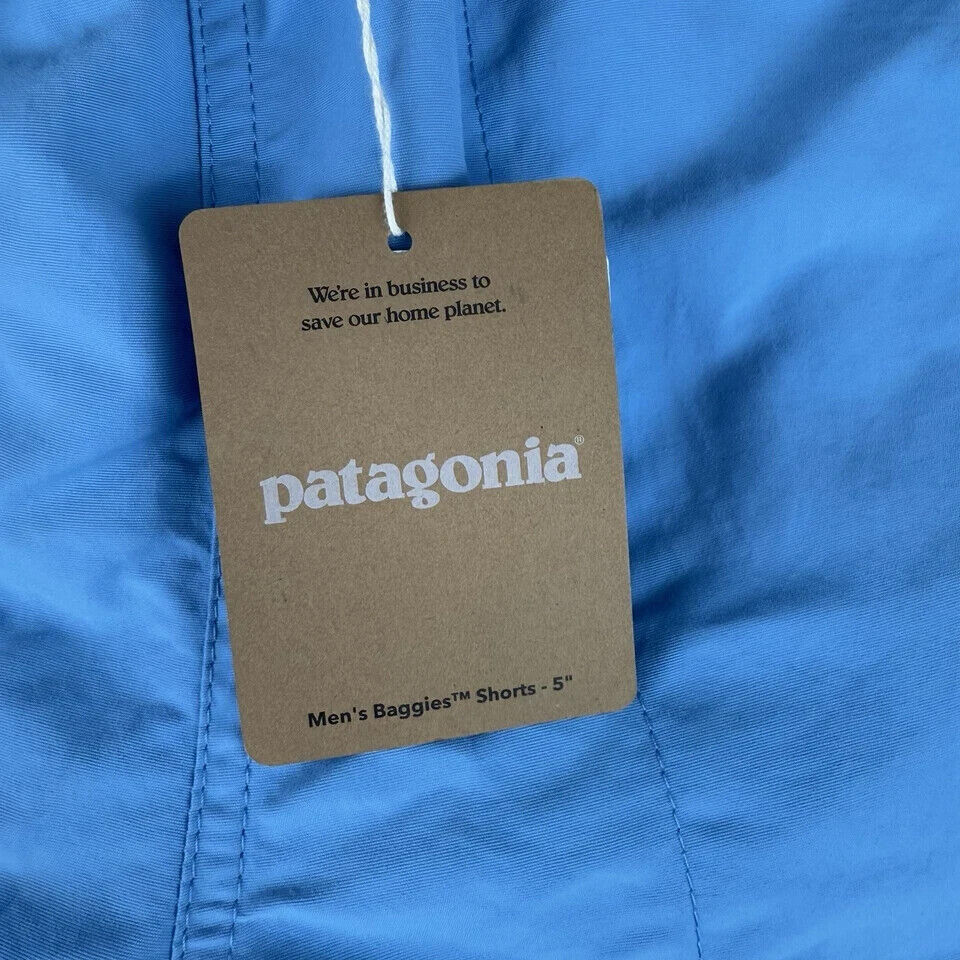 We're in business to
save our home planet.
patagonia®
Men's Baggies™ Shorts - 5"